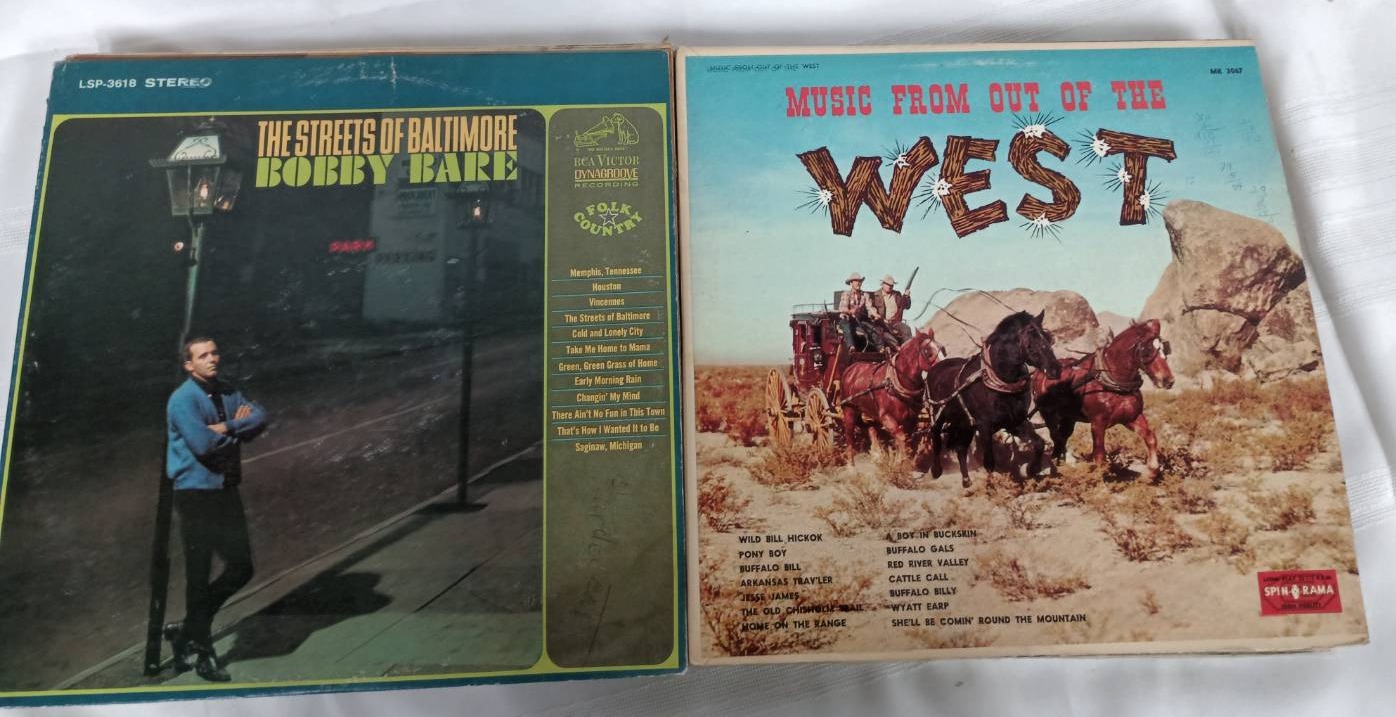 LSP-3618 STEREO
THE STREETS OF BALTIMORE
BOBBY BARE
PARK
RCA VICTOR
DYNAGROOVE
RECORDING
FOLK
COUNTRY
Memphis, Tennessee
Houston
Vincennes
The Streets of Baltimore
Cold and Lonely City
Take Me Home to Mama
Green, Green Grass of Home
Early Morning Rain
Changin' My Mind
There Ain't No Fun in This Town
That's How I Wanted It to Be
Saginaw, Michigan
MUSIC FROM OUT OF THE WEST
MK 3067
MUSIC FROM OUT OF THE
WEST
WILD BILL HICKOK
PONY BOY
BUFFALO BILL
ARKANSAS TRAV'LER
JESSE JAMES
THE OLD CHISHOLM TRAIL
HOME ON THE RANGE
A BOY IN BUCKSKIN
BUFFALO GALS
RED RIVER VALLEY
CATTLE CALL
BUFFALO BILLY
WYATT EARP
SHE'LL BE COMIN' ROUND THE MOUNTAIN
SPIN-O-RAMA
HIGH FIDELITY